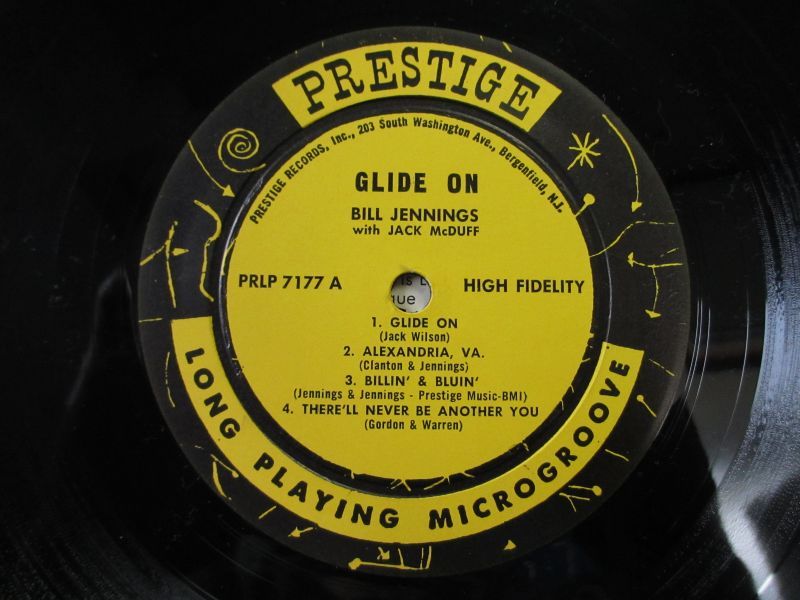 PRESTIGE
PRESTIGE RECORDS, Inc., 203 South Washington Ave., Bergenfield, N.J.
GLIDE ON
BILL JENNINGS
with JACK McDUFF
PRLP 7177 A
HIGH FIDELITY
ue
1. GLIDE ON
(Jack Wilson)
2. ALEXANDRIA, VA.
(Clanton & Jennings)
3. BILLIN' & BLUIN'
(Jennings & Jennings - Prestige Music-BMI)
4. THERE'LL NEVER BE ANOTHER YOU
(Gordon & Warren)
LONG PLAYING MICROGROOVE